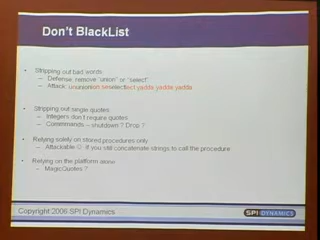 Don't BlackList
• Stripping out bad words
– Defense: remove "union" or "select"
– Attack: ununionion selselectect yadda yadda yadda
• Stripping out single quotes
– Integers don't require quotes
– Commands – shutdown ? Drop ?
• Relying solely on stored procedures only
– Attackable ☺ if you still concatenate strings to call the procedure
• Relying on the platform alone
– MagicQuotes ?
Copyright 2006 SPI Dynamics
SPI DYNAMICS